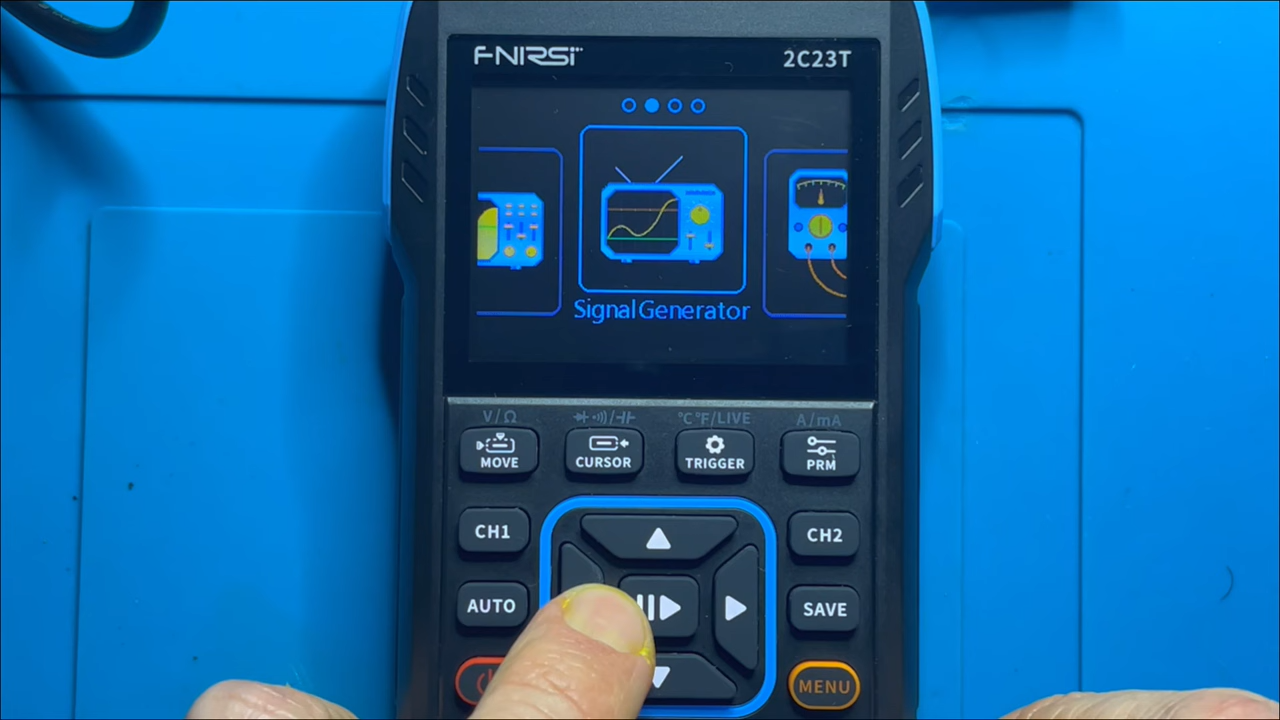 FNIRSI
2C23T
Signal Generator
V/Ω
℃℉/LIVE
A/mA
MOVE
CURSOR
TRIGGER
PRM
CH1
CH2
AUTO
SAVE
MENU